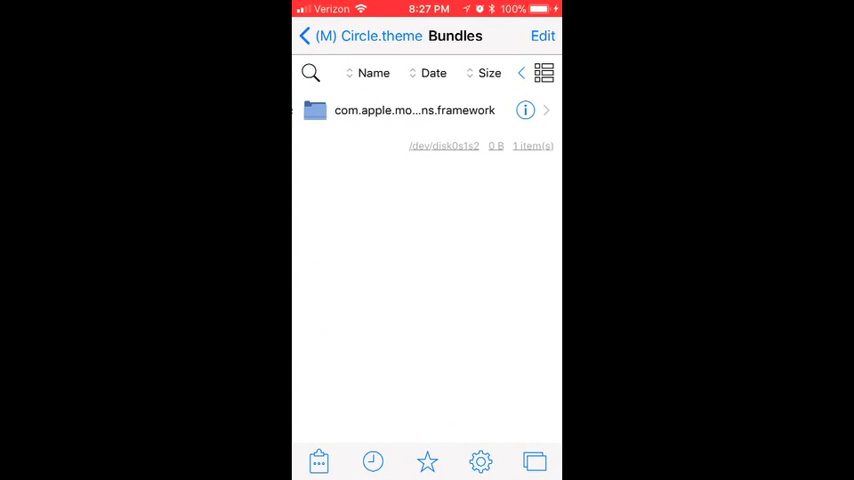 Verizon 8:27 PM 100%
(M) Circle.theme Bundles Edit
Name Date Size
com.apple.mo...ns.framework
/dev/disk0s1s2 0 B 1 item(s)